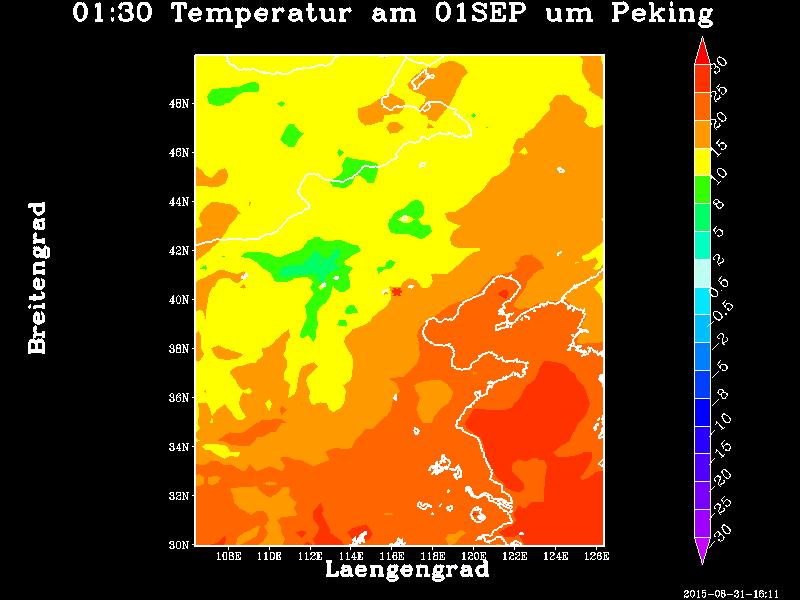 01:30 Temperatur am 01SEP um Peking
Breitengrad
48N
46N
44N
42N
40N
38N
36N
34N
32N
30N
108E 110E 112E 114E 116E 118E 120E 122E 124E 126E
Laengengrad
30
25
20
15
10
8
5
2
0.5
-0.5
-2
-5
-8
-10
-15
-20
-25
-30
2015-08-31-16:11